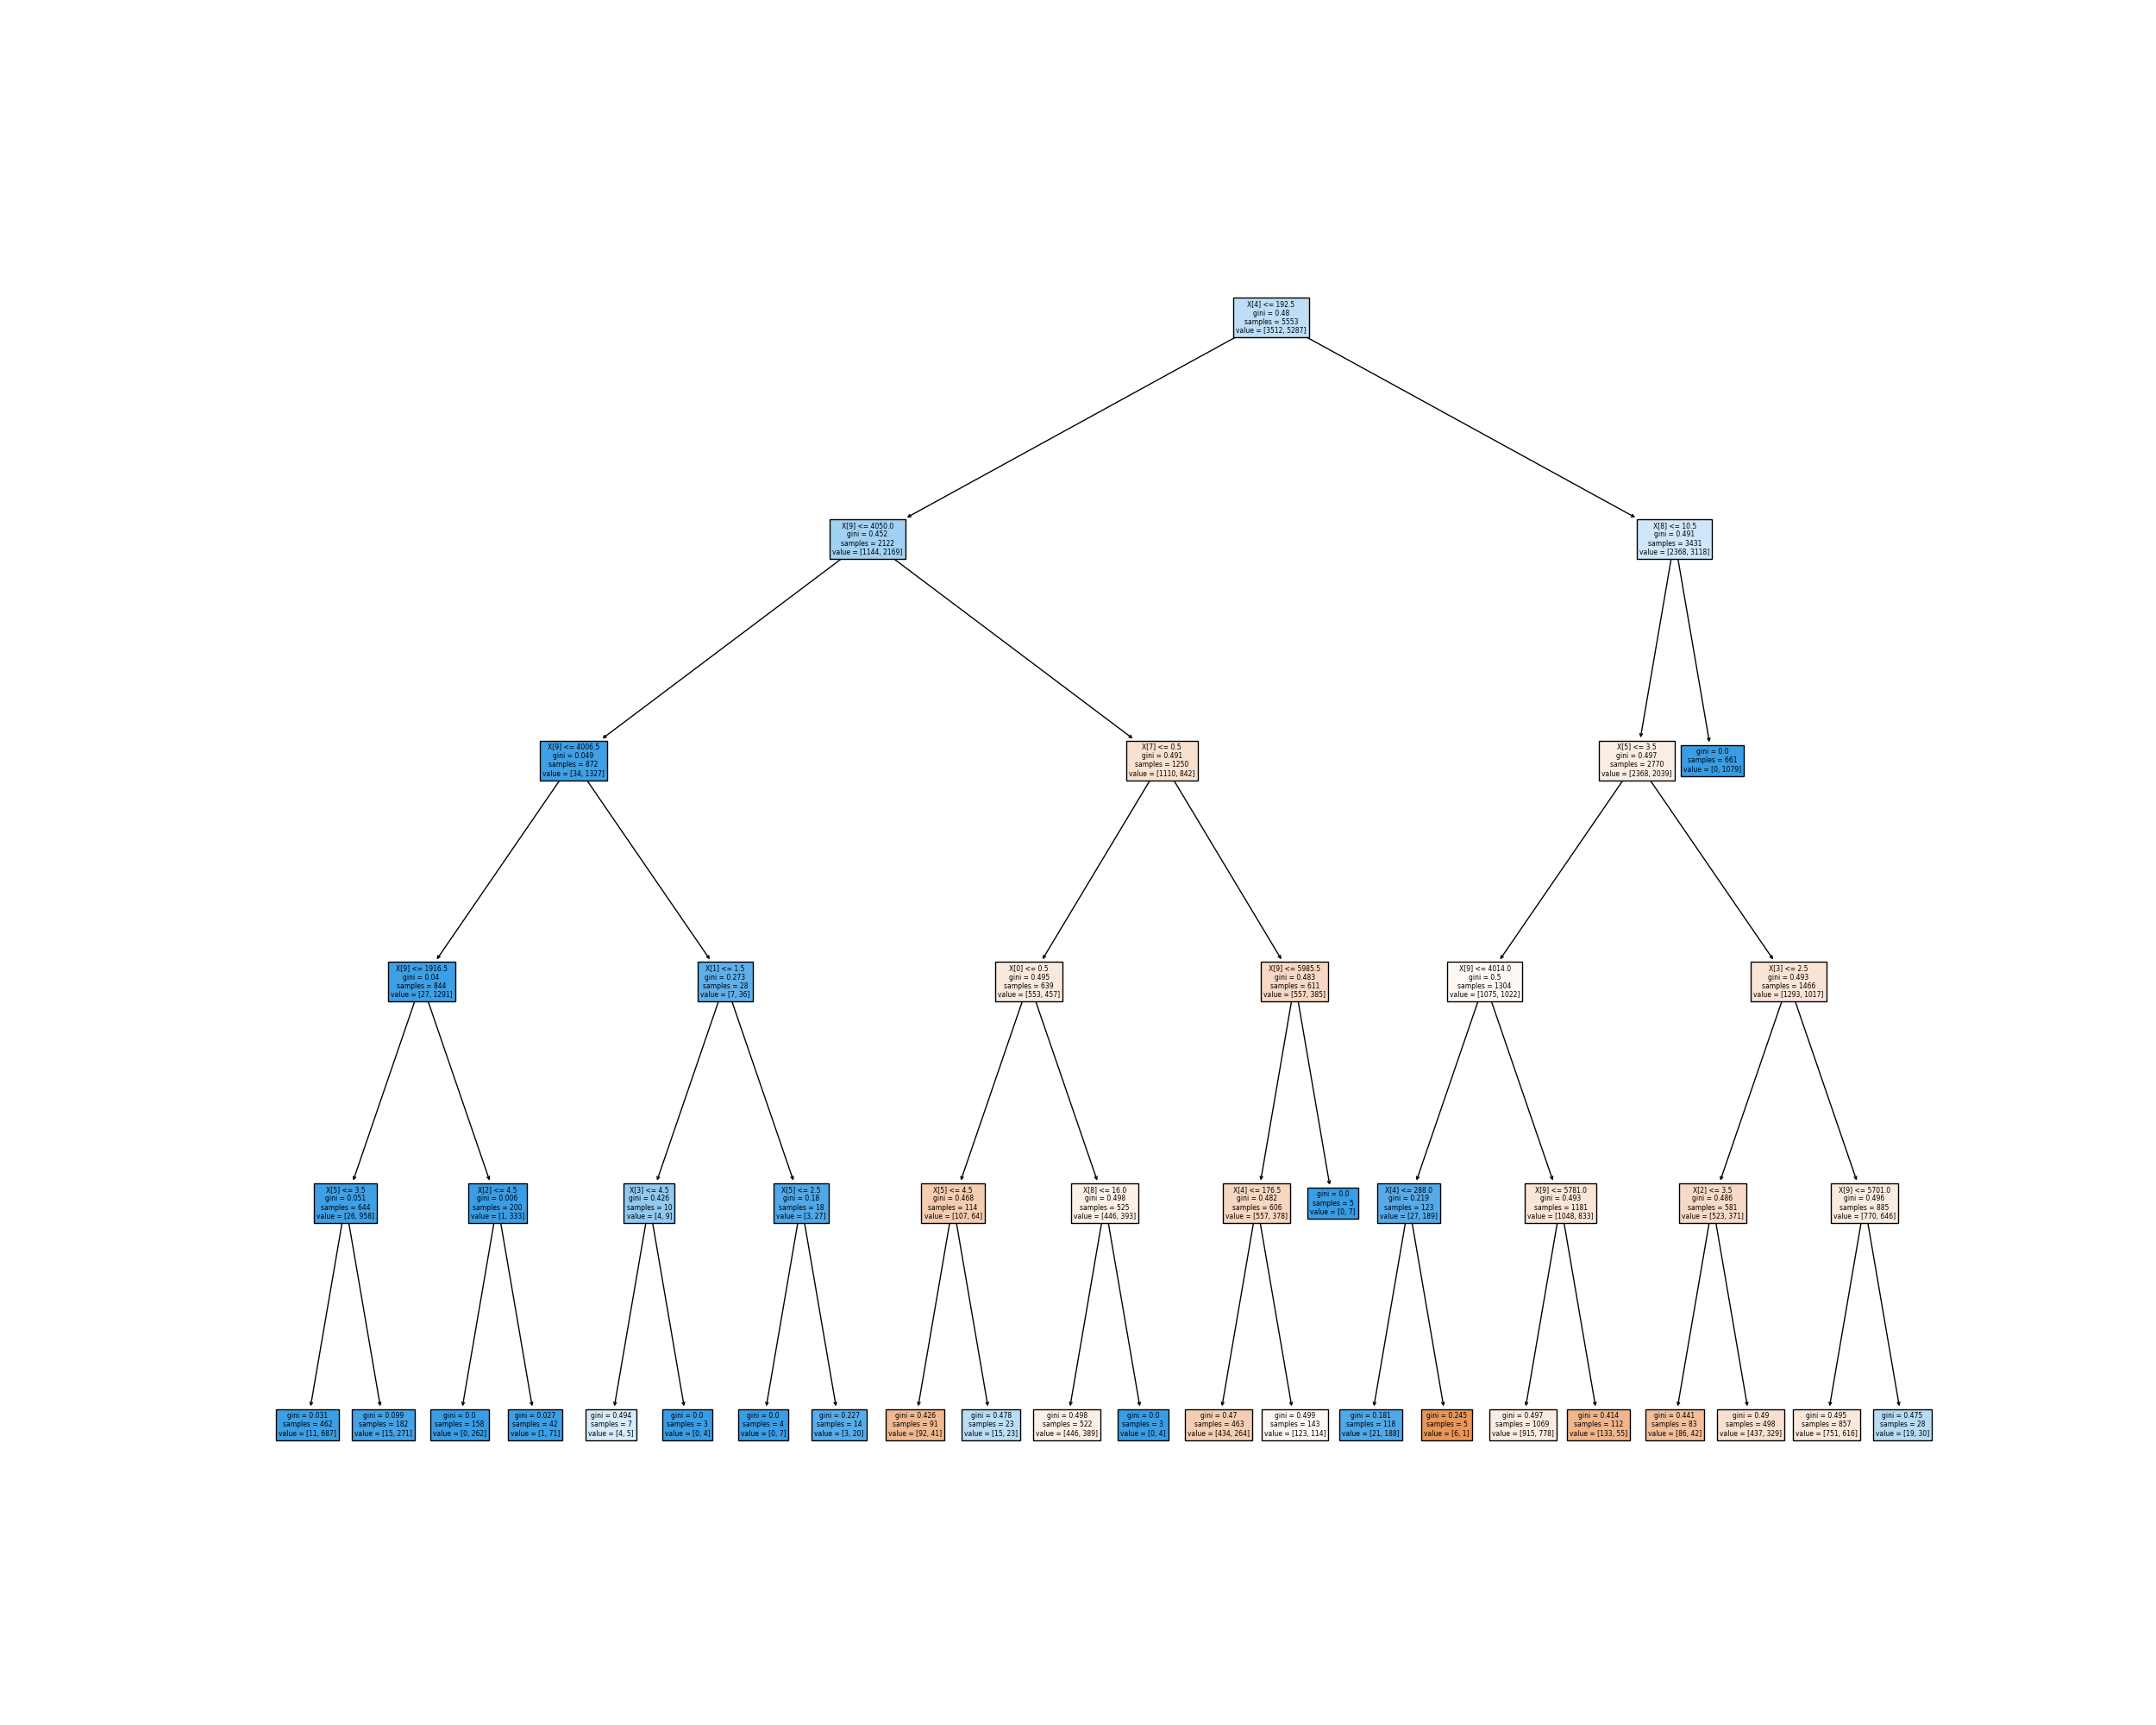 X[4] <= 192.5
gini = 0.48
samples = 5553
value = [3512, 5287]
X[9] <= 4050.0
gini = 0.452
samples = 2122
value = [1144, 2169]
X[8] <= 10.5
gini = 0.491
samples = 3431
value = [2368, 3118]
X[9] <= 4006.5
gini = 0.049
samples = 872
value = [34, 1327]
X[7] <= 0.5
gini = 0.491
samples = 1250
value = [1110, 842]
X[5] <= 3.5
gini = 0.497
samples = 2770
value = [2368, 2039]
gini = 0.0
samples = 661
value = [0, 1079]
X[9] <= 1916.5
gini = 0.04
samples = 844
value = [27, 1291]
X[1] <= 1.5
gini = 0.273
samples = 28
value = [7, 36]
X[0] <= 0.5
gini = 0.495
samples = 639
value = [553, 457]
X[9] <= 5985.5
gini = 0.483
samples = 611
value = [557, 385]
X[9] <= 4014.0
gini = 0.5
samples = 1304
value = [1075, 1022]
X[3] <= 2.5
gini = 0.493
samples = 1466
value = [1293, 1017]
X[5] <= 3.5
gini = 0.051
samples = 644
value = [26, 958]
X[2] <= 4.5
gini = 0.006
samples = 200
value = [1, 333]
X[3] <= 4.5
gini = 0.426
samples = 10
value = [4, 9]
X[5] <= 2.5
gini = 0.18
samples = 18
value = [3, 27]
X[5] <= 4.5
gini = 0.468
samples = 114
value = [107, 64]
X[8] <= 16.0
gini = 0.498
samples = 525
value = [446, 393]
X[4] <= 176.5
gini = 0.482
samples = 606
value = [557, 378]
gini = 0.0
samples = 5
value = [0, 7]
X[4] <= 288.0
gini = 0.219
samples = 123
value = [27, 189]
X[9] <= 5781.0
gini = 0.493
samples = 1181
value = [1048, 833]
X[2] <= 3.5
gini = 0.486
samples = 581
value = [523, 371]
X[9] <= 5701.0
gini = 0.496
samples = 885
value = [770, 646]
gini = 0.031
samples = 462
value = [11, 687]
gini = 0.099
samples = 182
value = [15, 271]
gini = 0.0
samples = 158
value = [0, 262]
gini = 0.027
samples = 42
value = [1, 71]
gini = 0.494
samples = 7
value = [4, 5]
gini = 0.0
samples = 3
value = [0, 4]
gini = 0.0
samples = 4
value = [0, 7]
gini = 0.227
samples = 14
value = [3, 20]
gini = 0.426
samples = 91
value = [92, 41]
gini = 0.478
samples = 23
value = [15, 23]
gini = 0.498
samples = 522
value = [446, 389]
gini = 0.0
samples = 3
value = [0, 4]
gini = 0.47
samples = 463
value = [434, 264]
gini = 0.499
samples = 143
value = [123, 114]
gini = 0.181
samples = 118
value = [21, 188]
gini = 0.245
samples = 5
value = [6, 1]
gini = 0.497
samples = 1069
value = [915, 778]
gini = 0.414
samples = 112
value = [133, 55]
gini = 0.441
samples = 83
value = [86, 42]
gini = 0.49
samples = 498
value = [437, 329]
gini = 0.495
samples = 857
value = [751, 616]
gini = 0.475
samples = 28
value = [19, 30]